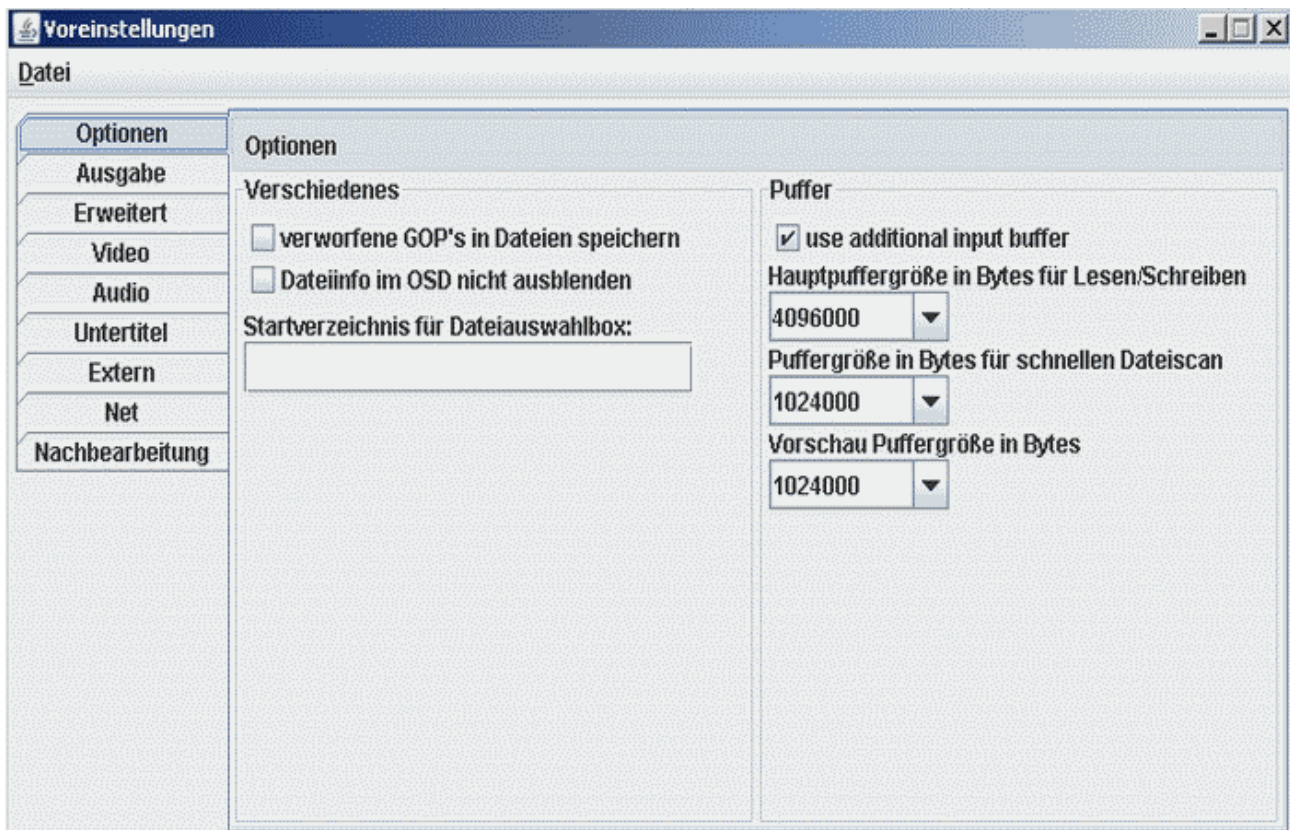 Voreinstellungen
Datei
Optionen
Ausgabe
Erweitert
Video
Audio
Untertitel
Extern
Net
Nachbearbeitung
Optionen
Verschiedenes
verworfene GOP's in Dateien speichern
Dateiinfo im OSD nicht ausblenden
Startverzeichnis für Dateiauswahlbox:
Puffer
use additional input buffer
Hauptpuffergröße in Bytes für Lesen/Schreiben
4096000
Puffergröße in Bytes für schnellen Dateiscan
1024000
Vorschau Puffergröße in Bytes
1024000